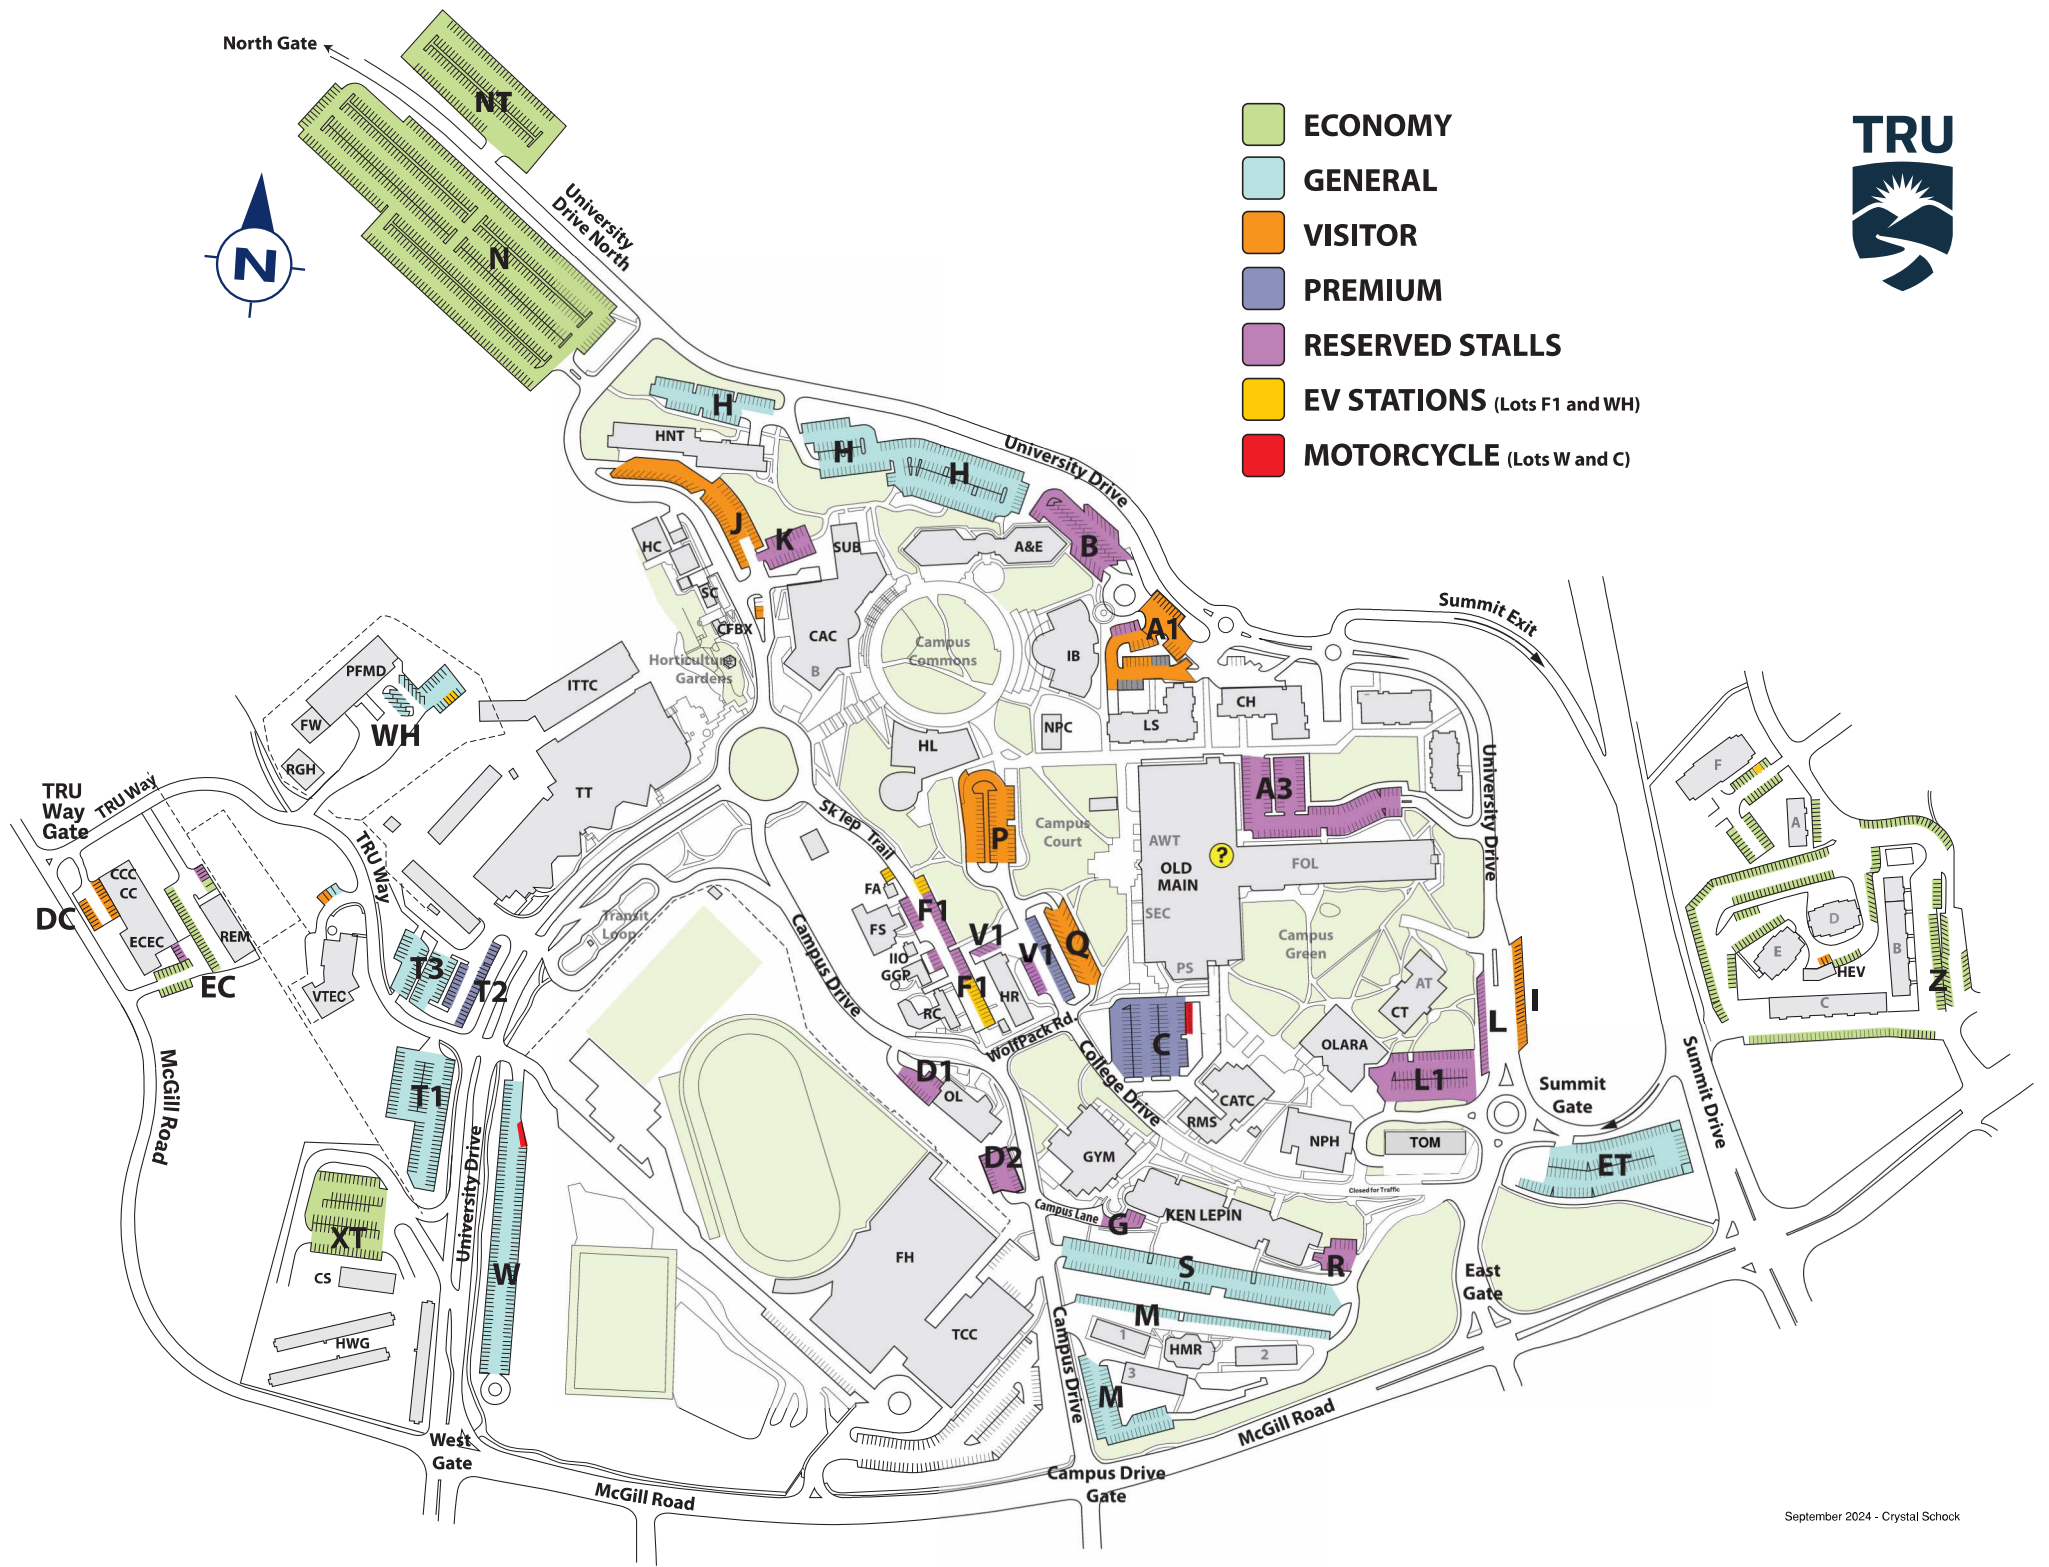 North Gate
NT
University
Drive North
N
N
ECONOMY
GENERAL
VISITOR
PREMIUM
RESERVED STALLS
EV STATIONS (Lots F1 and WH)
MOTORCYCLE (Lots W and C)
TRU
H
HNT
H
H
University Drive
J
K
SUB
A&E
B
HC
SC
CFBX
CAC
B
Campus
Commons
IB
A1
Summit Exit
Horticulture
Gardens
PFMD
FW
WH
RGH
ITTC
TT
CH
LS
NPC
HL
TRU
Way
Gate
TRU Way
TRU Way
A3
University Drive
F
A
Sk'lep Trail
P
Campus
Court
AWT
OLD
MAIN
?
FOL
SEC
PS
Campus
Green
CCC
CC
DC
ECEC
REM
EC
VTEC
T3
T2
Transit
Loop
FA
F1
FS
V1
V1
Q
IIO
GGP
F1
HR
RC
Campus Drive
WolfPack Rd.
C
College Drive
AT
CT
L
I
OLARA
L1
D
E
HEV
B
C
Z
McGill Road
T1
D1
OL
CATC
RMS
NPH
TOM
Summit
Gate
Summit Drive
ET
D2
GYM
Closed for Traffic
Campus Lane
G
KEN LEPIN
R
S
XT
CS
University Drive
W
FH
TCC
M
East
Gate
1
HMR
2
3
M
HWG
Campus Drive
West
Gate
McGill Road
McGill Road
Campus Drive
Gate
September 2024 - Crystal Schock